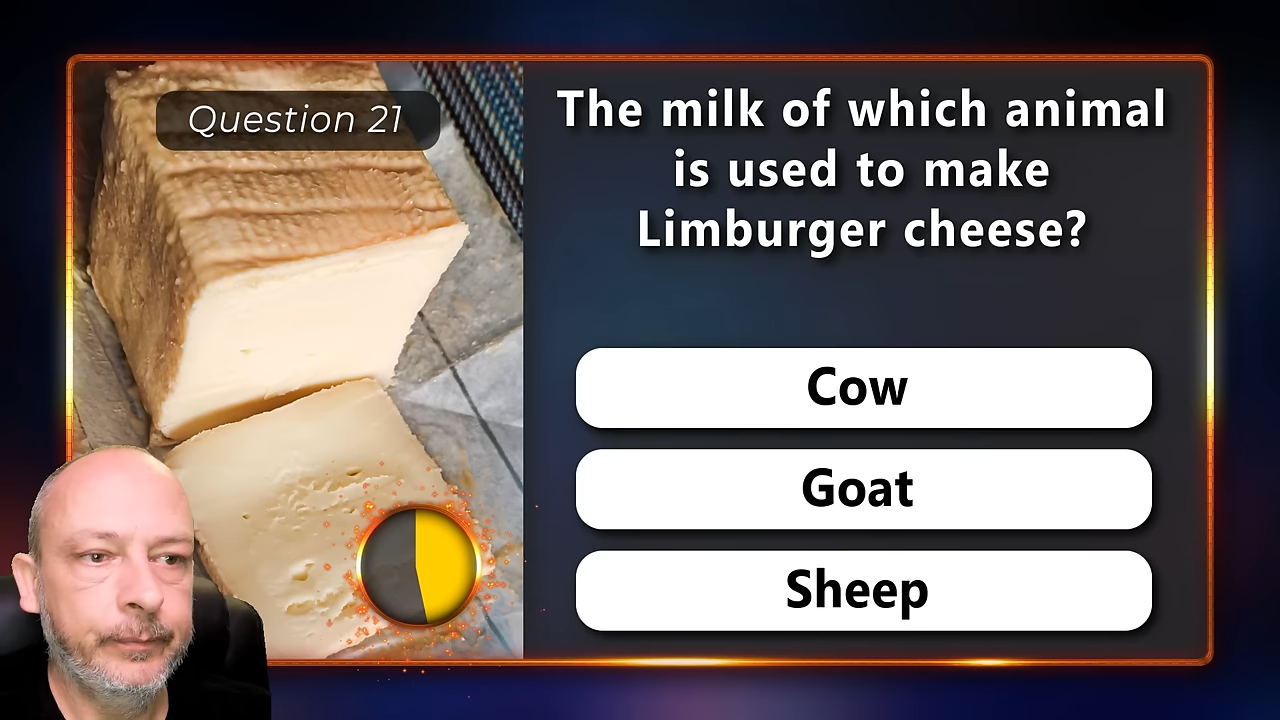 Question 21
The milk of which animal
is used to make
Limburger cheese?
Cow
Goat
Sheep